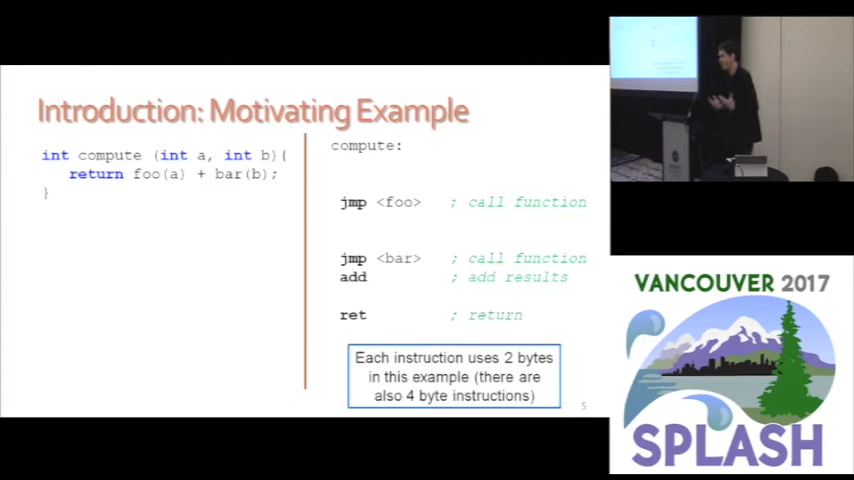 Introduction: Motivating Example
int compute (int a, int b){
return foo(a) + bar(b);
}
compute:
jmp <foo> ; call function
jmp <bar> ; call function
add ; add results
ret ; return
Each instruction uses 2 bytes
in this example (there are
also 4 byte instructions)
5
VANCOUVER 2017
SPLASH